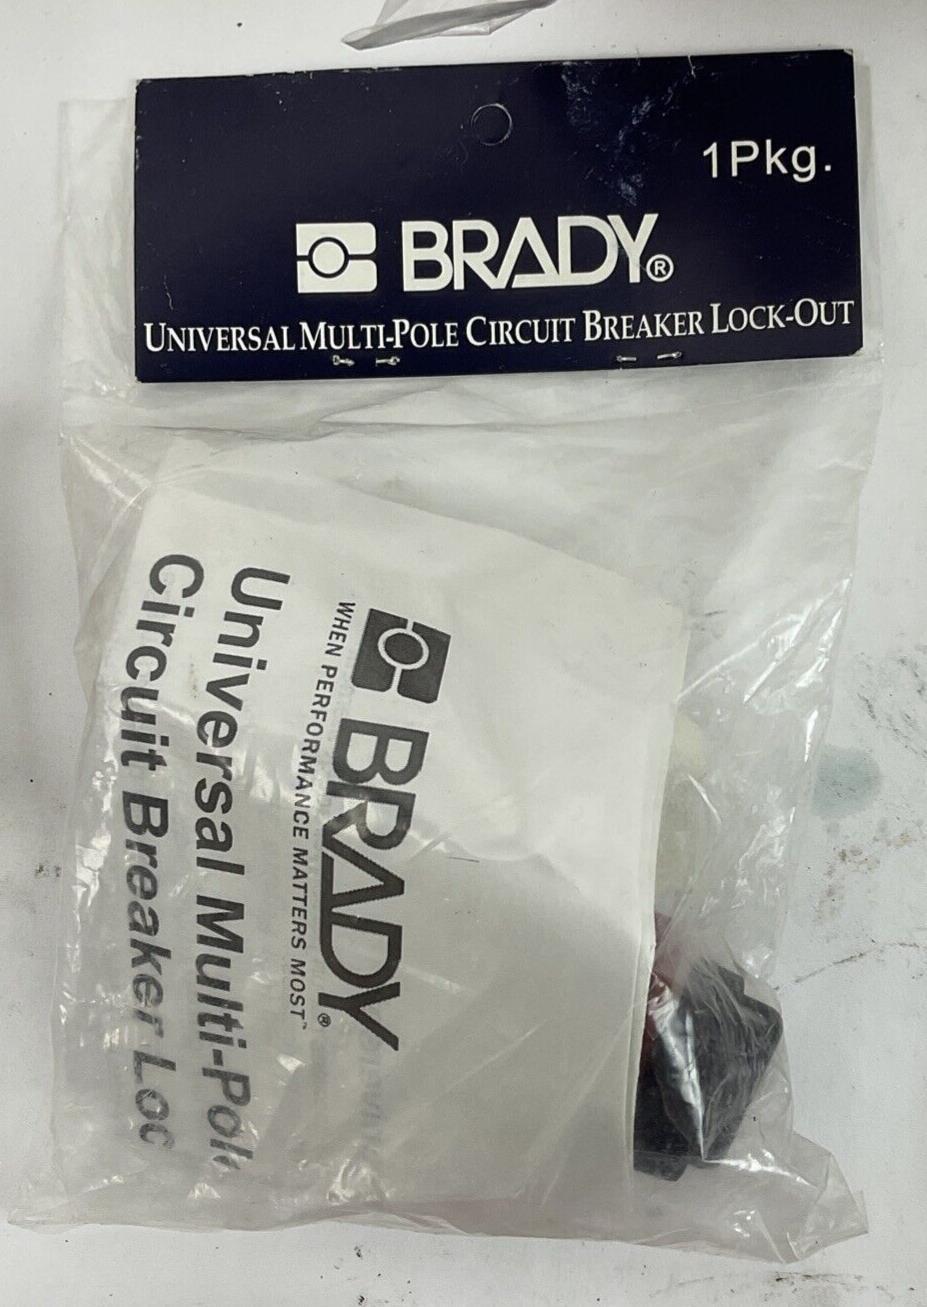 1Pkg.
BRADY®
UNIVERSAL MULTI-POLE CIRCUIT BREAKER LOCK-OUT
BRADY®
WHEN PERFORMANCE MATTERS MOST™
Universal Multi-Pole
Circuit Breaker Loc